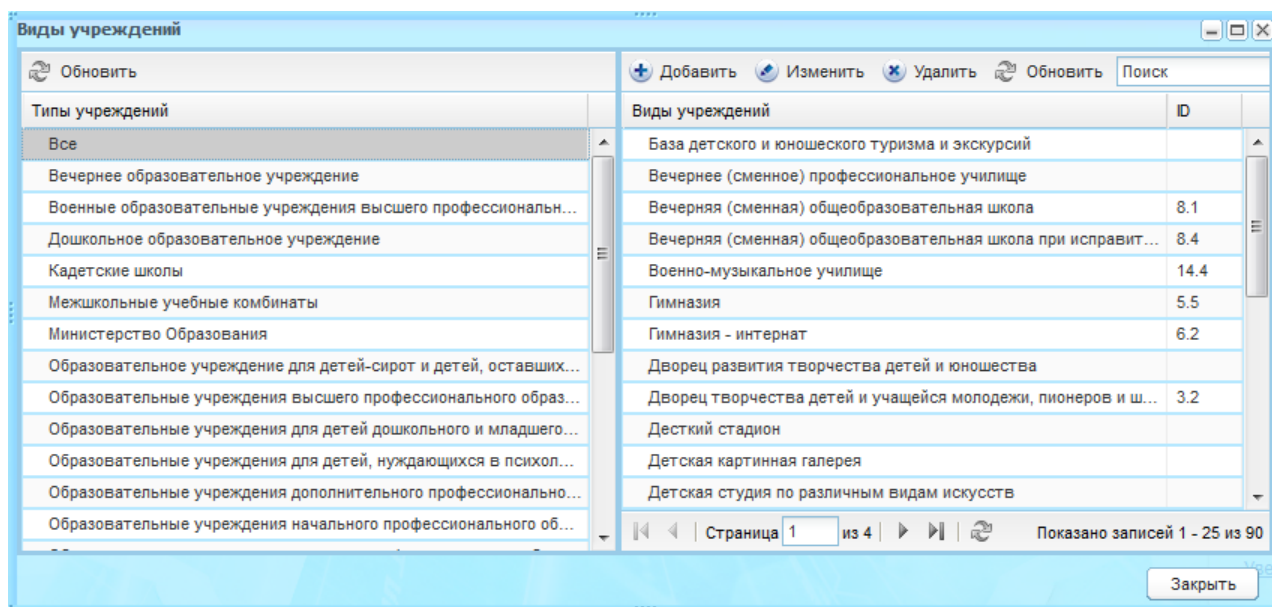 Виды учреждений
Обновить
Типы учреждений
Все
Вечернее образовательное учреждение
Военные образовательные учреждения высшего профессиональн...
Дошкольное образовательное учреждение
Кадетские школы
Межшкольные учебные комбинаты
Министерство Образования
Образовательное учреждение для детей-сирот и детей, оставших...
Образовательные учреждения высшего профессионального образ...
Образовательные учреждения для детей дошкольного и младшего...
Образовательные учреждения для детей, нуждающихся в психол...
Образовательные учреждения дополнительного профессионально...
Образовательные учреждения начального профессионального об...
Добавить Изменить Удалить Обновить Поиск
Виды учреждений ID
База детского и юношеского туризма и экскурсий
Вечернее (сменное) профессиональное училище
Вечерняя (сменная) общеобразовательная школа 8.1
Вечерняя (сменная) общеобразовательная школа при исправит... 8.4
Военно-музыкальное училище 14.4
Гимназия 5.5
Гимназия - интернат 6.2
Дворец развития творчества детей и юношества
Дворец творчества детей и учащейся молодежи, пионеров и ш... 3.2
Десткий стадион
Детская картинная галерея
Детская студия по различным видам искусств
Страница 1 из 4 Показано записей 1 - 25 из 90
Закрыть